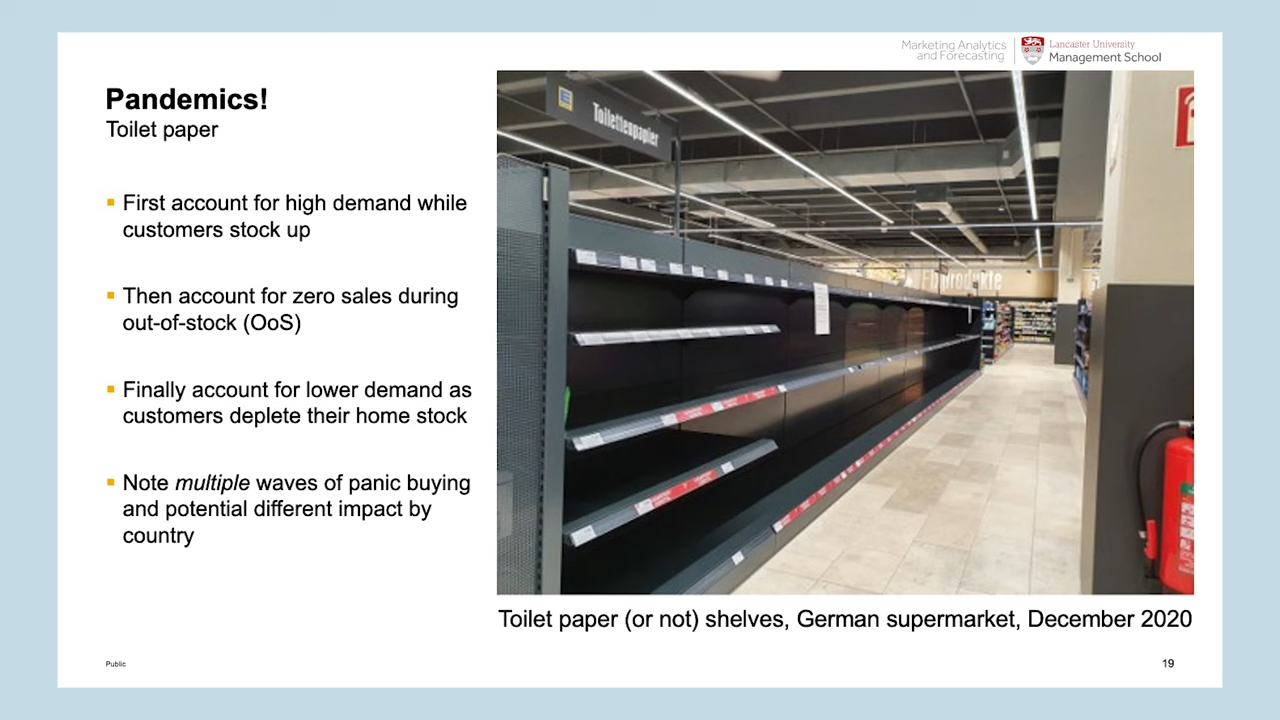 Marketing Analytics
and Forecasting
Lancaster University
Management School
Pandemics!
Toilet paper
First account for high demand while
customers stock up
Then account for zero sales during
out-of-stock (OoS)
Finally account for lower demand as
customers deplete their home stock
Note multiple waves of panic buying
and potential different impact by
country
E
Toilettenpapier
Toilet paper (or not) shelves, German supermarket, December 2020
Public
19